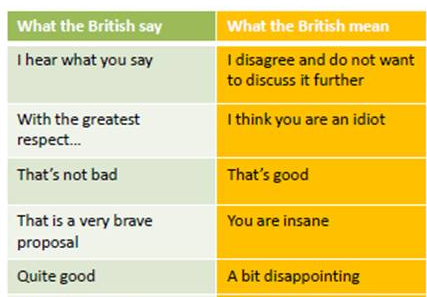 What the British say
What the British mean
I hear what you say
I disagree and do not want
to discuss it further
With the greatest
respect...
I think you are an idiot
That's not bad
That's good
That is a very brave
proposal
You are insane
Quite good
A bit disappointing